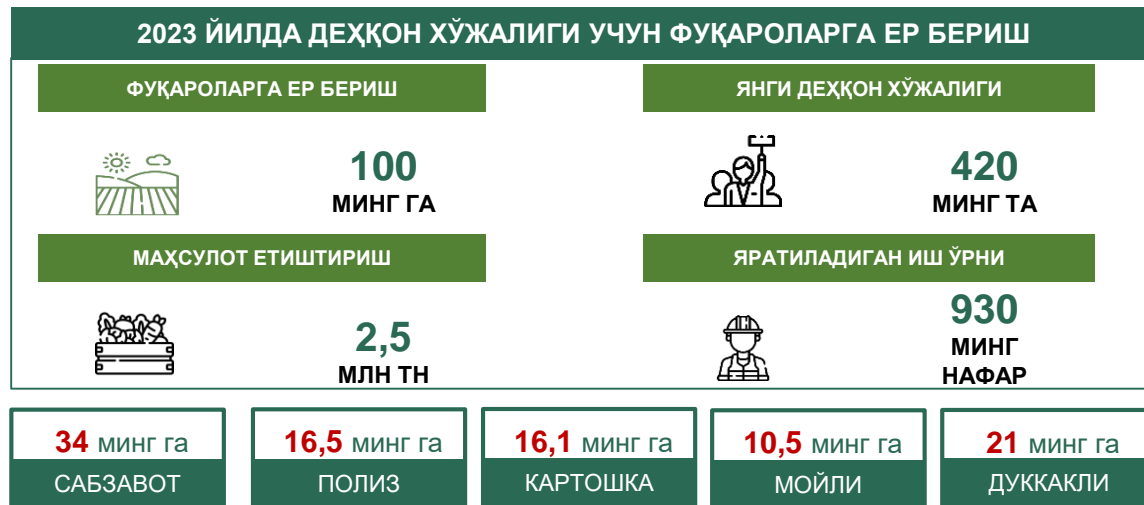 2023 ЙИЛДА ДЕҲҚОН ХЎЖАЛИГИ УЧУН ФУҚАРОЛАРГА ЕР БЕРИШ
ФУҚАРОЛАРГА ЕР БЕРИШ
100
МИНГ ГА
ЯНГИ ДЕҲҚОН ХЎЖАЛИГИ
420
МИНГ ТА
МАҲСУЛОТ ЕТИШТИРИШ
2,5
МЛН ТН
ЯРАТИЛАДИГАН ИШ ЎРНИ
930
МИНГ
НАФАР
34 минг га
САБЗАВОТ
16,5 минг га
ПОЛИЗ
16,1 минг га
КАРТОШКА
10,5 минг га
МОЙЛИ
21 минг га
ДУККАКЛИ